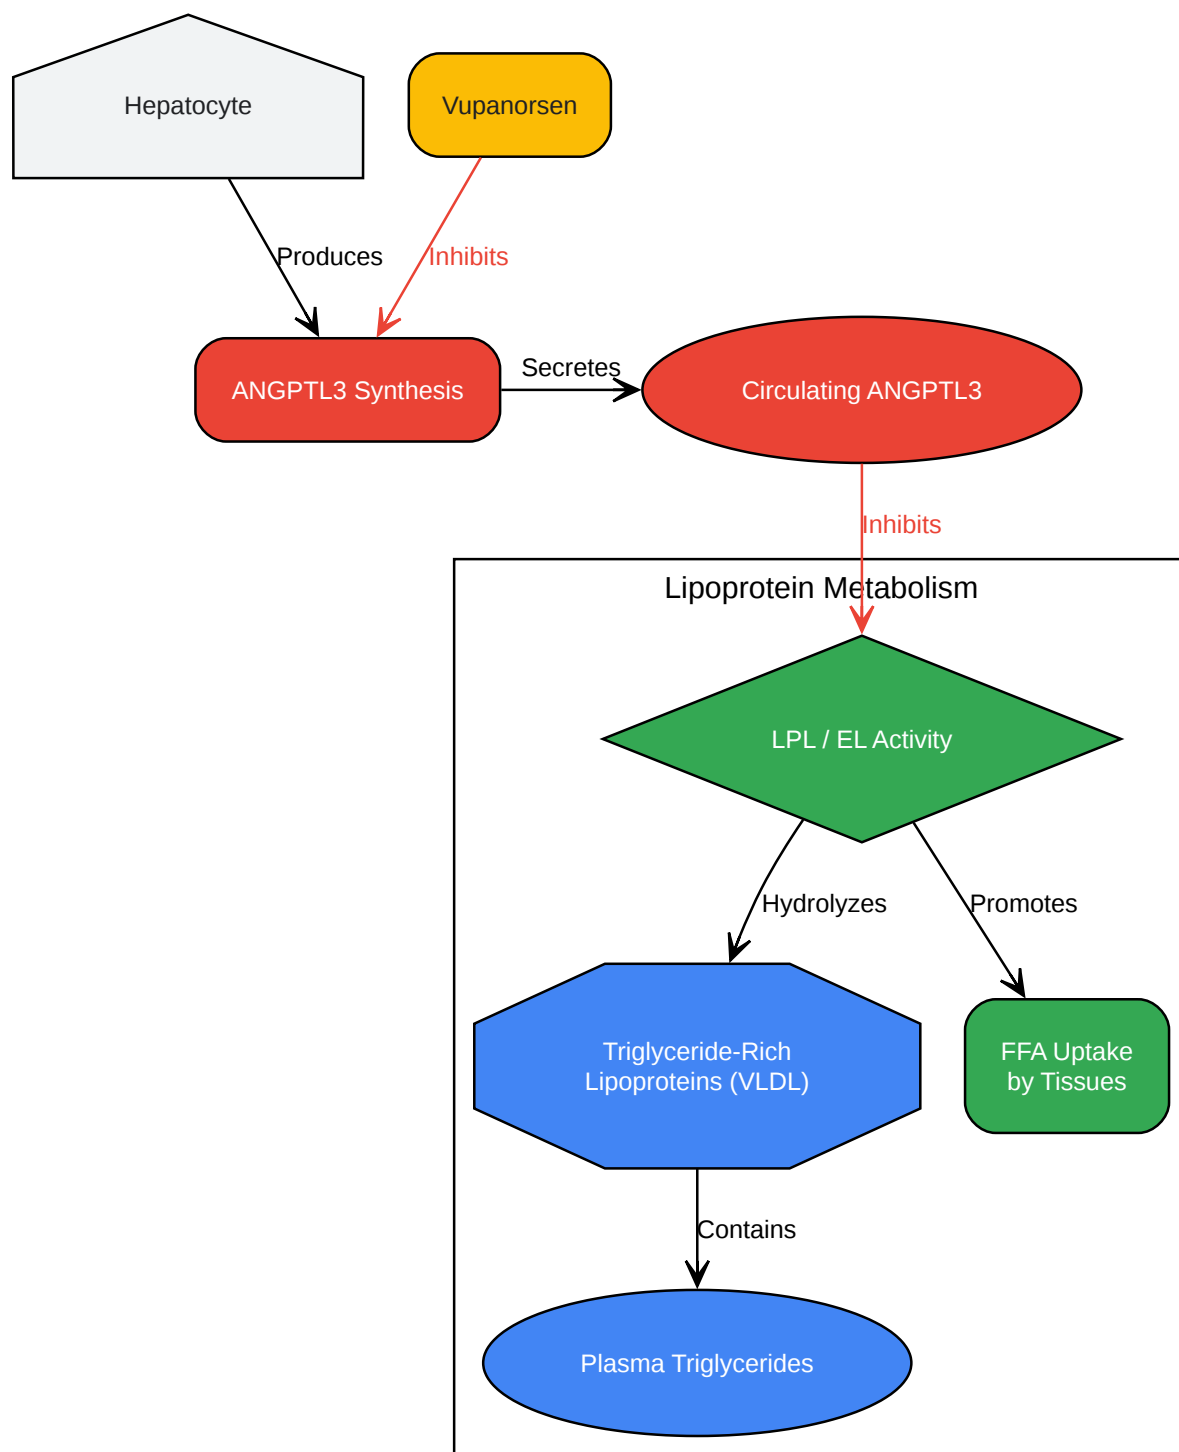 Hepatocyte
Vupanorsen
Produces
Inhibits
ANGPTL3 Synthesis
Secretes
Circulating ANGPTL3
Inhibits
Lipoprotein Metabolism
LPL / EL Activity
Hydrolyzes
Promotes
Triglyceride-Rich
Lipoproteins (VLDL)
FFA Uptake
by Tissues
Contains
Plasma Triglycerides